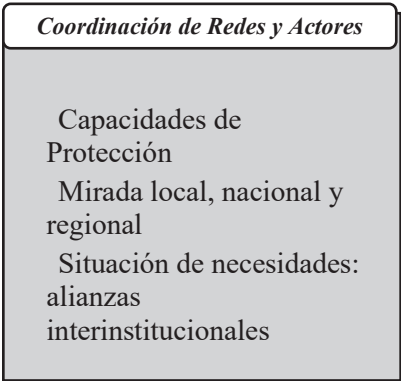 Coordinación de Redes y Actores
Capacidades de
Protección
Mirada local, nacional y
regional
Situación de necesidades:
alianzas
interinstitucionales